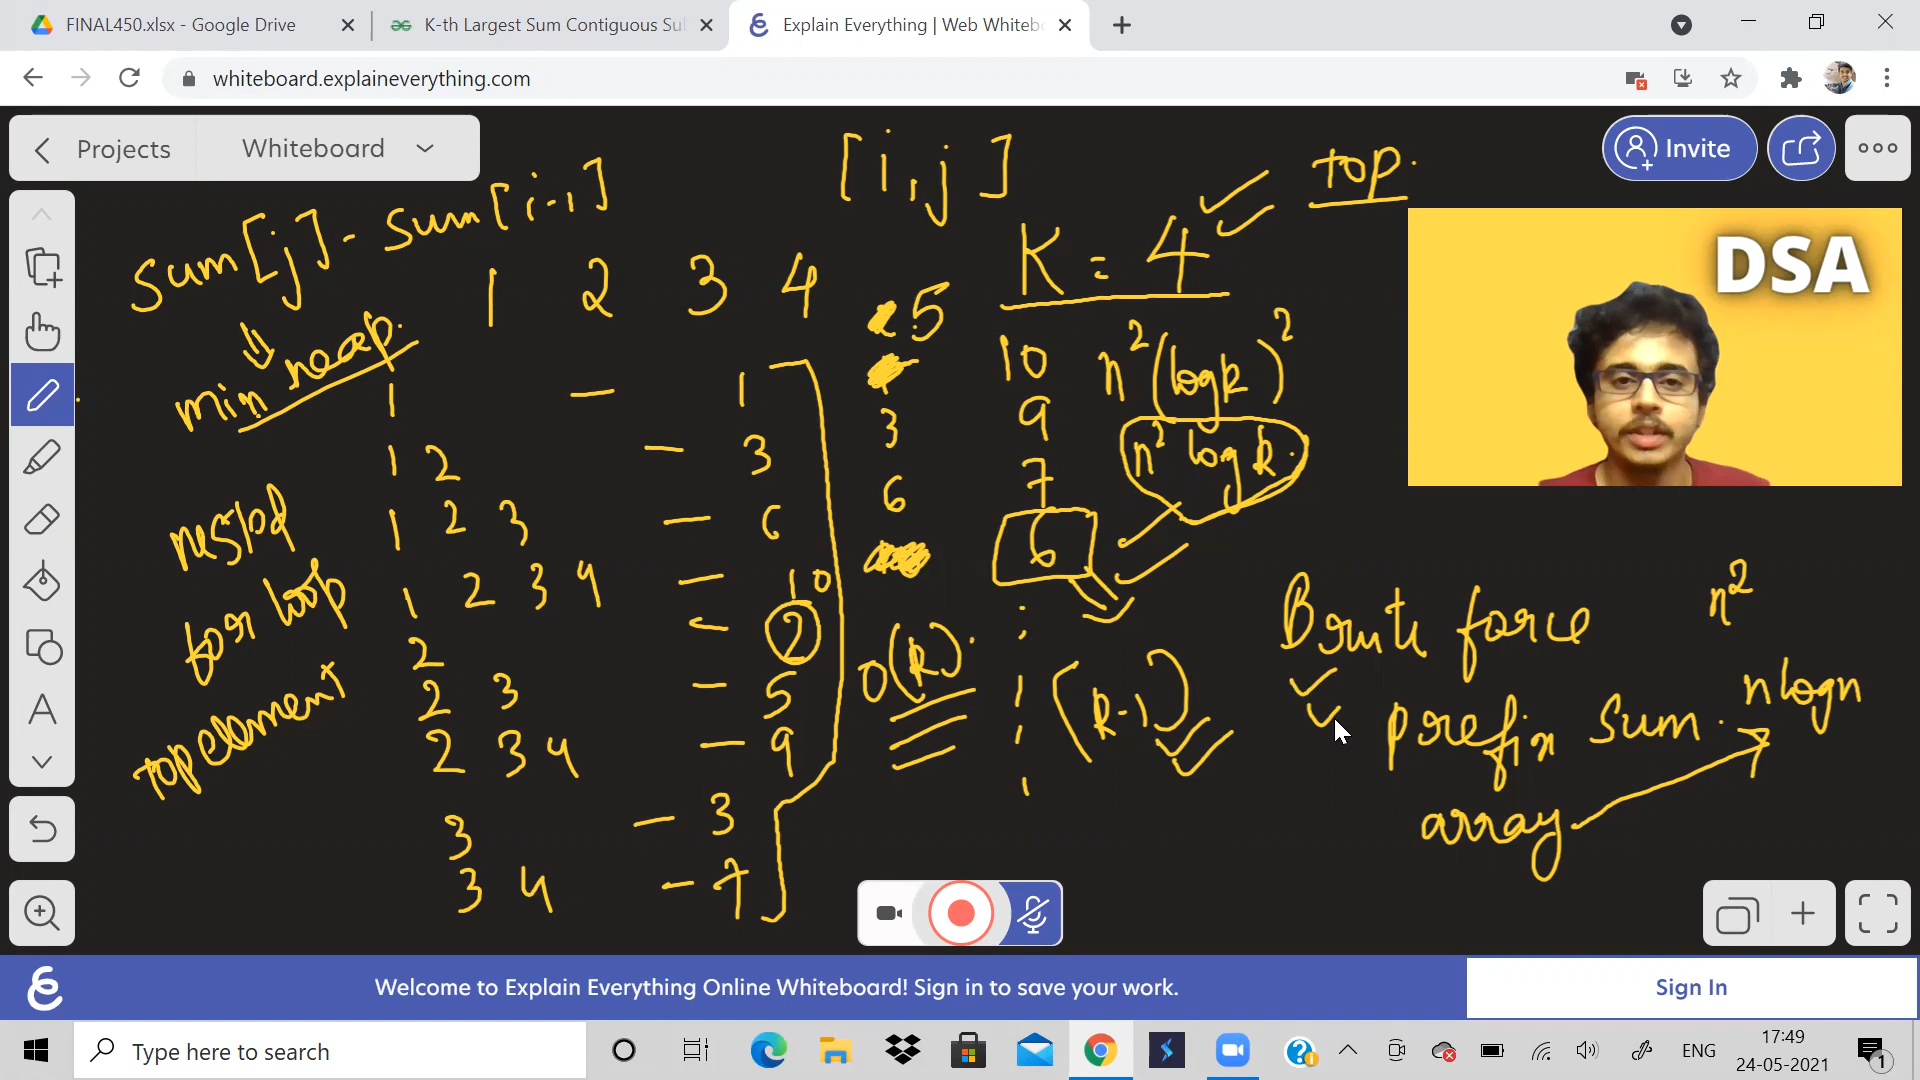 FINAL450.xlsx - Google Drive
K-th Largest Sum Contiguous Su
Explain Everything | Web Whitebo
whiteboard.explaineverything.com
Projects
Whiteboard
Invite
[i,j]
top.
Sum[j] - Sum[i-1]
K = 4
DSA
1 2 3 4 5
min heap.
10 n²(logk)²
1 - 1
9
3
n² log k.
1 2 - 3
7
6
nested
1 2 3 - 6
6
for loop
1 2 3 4 - 10
Brute force n²
2 - 2
O(k).
2 3 - 5
(k-1)
nlogn
top element
2 3 4 - 9
prefix sum.
array
3 - 3
3 4 - 7
A
Welcome to Explain Everything Online Whiteboard! Sign in to save your work.
Sign In
Type here to search
ENG
17:49
24-05-2021
1